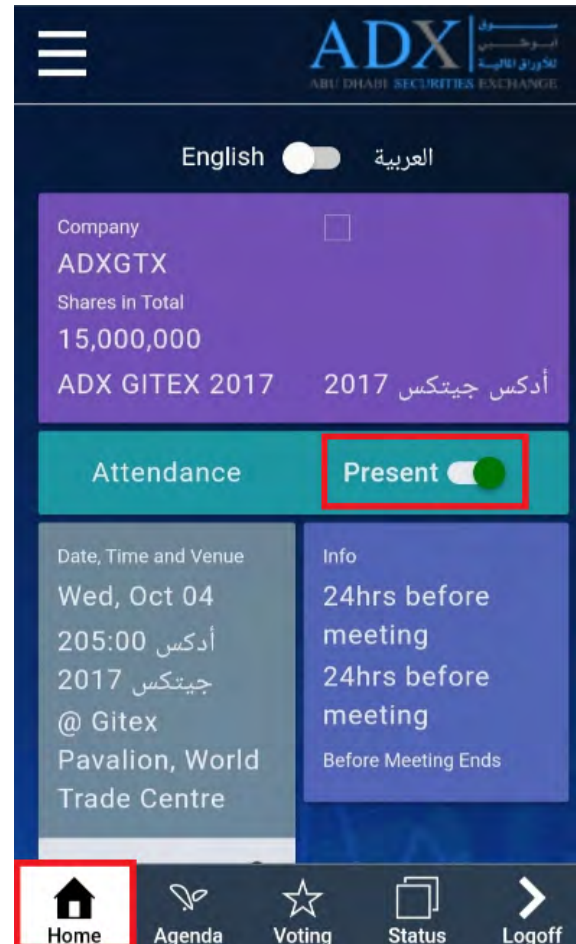 ADX
سوق
أبوظبي
للأوراق المالية
ABU DHABI SECURITIES EXCHANGE
English
العربية
Company
ADXGTX
Shares in Total
15,000,000
ADX GITEX 2017
أدكس جيتكس 2017
Attendance
Present
Date, Time and Venue
Wed, Oct 04
205:00 أدكس
جيتكس 2017
@ Gitex
Pavalion, World
Trade Centre
Info
24hrs before
meeting
24hrs before
meeting
Before Meeting Ends
Home
Agenda
Voting
Status
Logoff